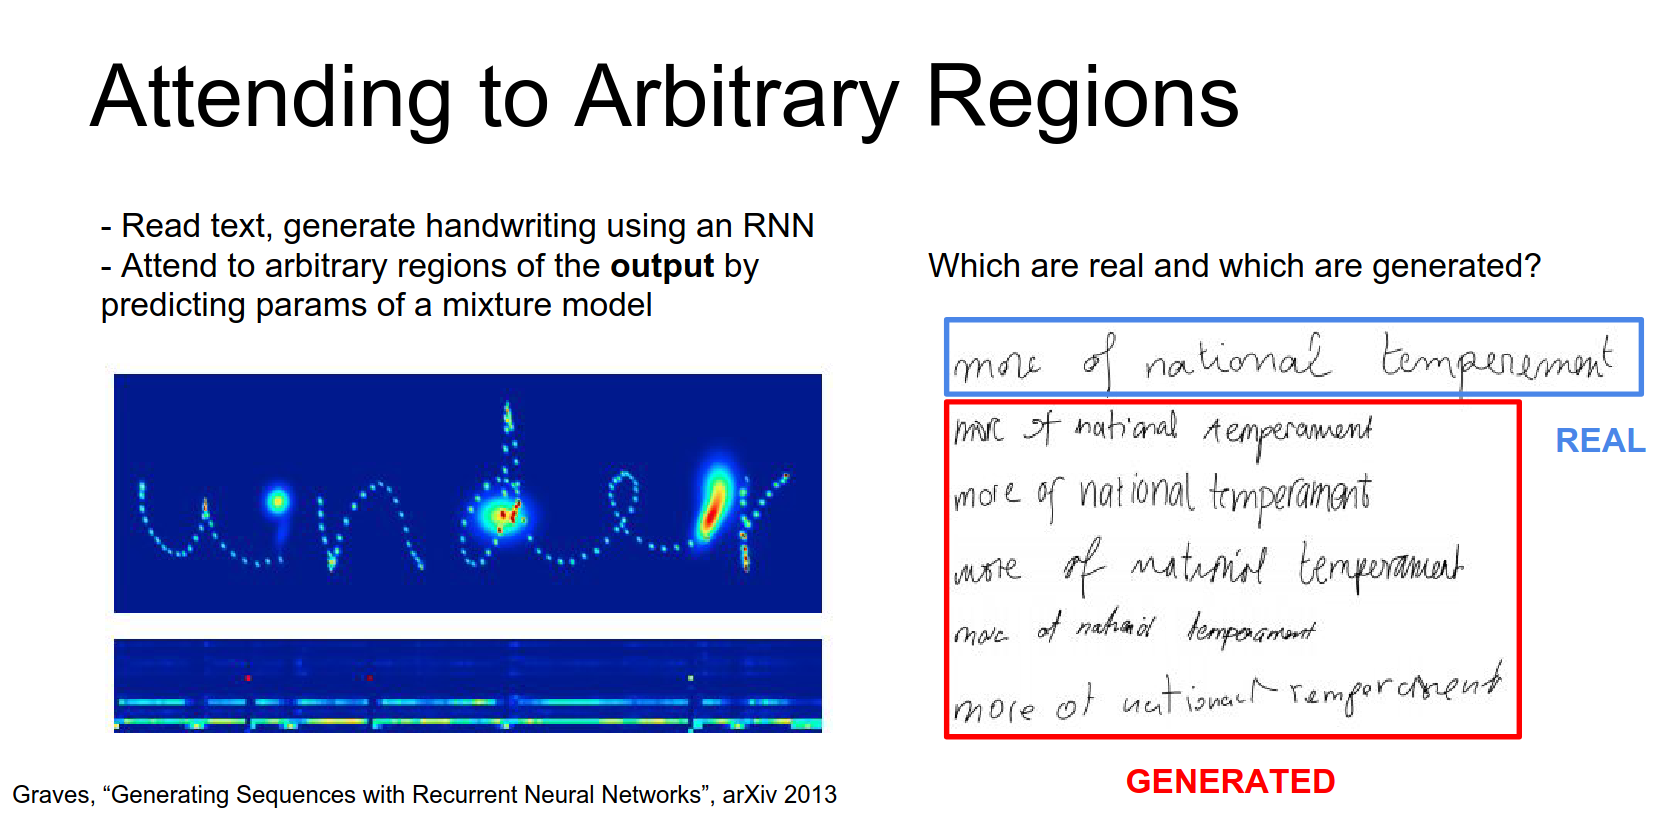 Attending to Arbitrary Regions
- Read text, generate handwriting using an RNN
- Attend to arbitrary regions of the output by
predicting params of a mixture model
under
Graves, “Generating Sequences with Recurrent Neural Networks”, arXiv 2013
Which are real and which are generated?
more of national temperement
REAL
more of national temperament
more of national temperament
more of national temperament
more of national temperament
more of national temperament
GENERATED